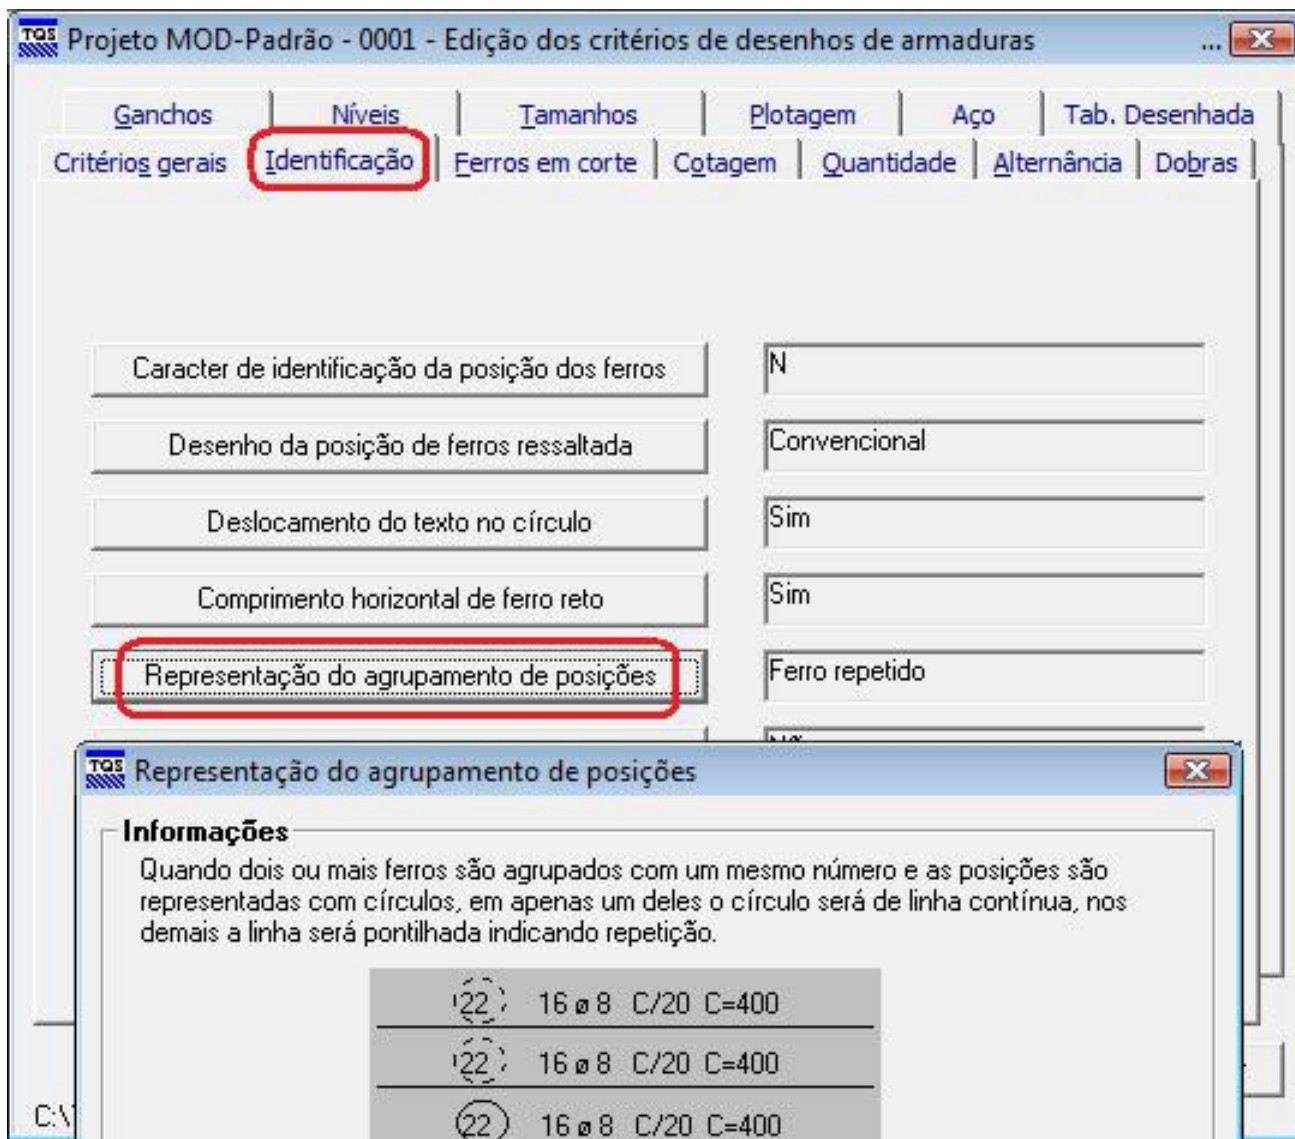 TQS Projeto MOD-Padrão - 0001 - Edição dos critérios de desenhos de armaduras ...
Ganchos Níveis Tamanhos Plotagem Aço Tab. Desenhada
Critérios gerais Identificação Ferros em corte Cotagem Quantidade Alternância Dobras
Caracter de identificação da posição dos ferros N
Desenho da posição de ferros ressaltada Convencional
Deslocamento do texto no círculo Sim
Comprimento horizontal de ferro reto Sim
Representação do agrupamento de posições Ferro repetido
TQS Representação do agrupamento de posições
Informações
Quando dois ou mais ferros são agrupados com um mesmo número e as posições são
representadas com círculos, em apenas um deles o círculo será de linha contínua, nos
demais a linha será pontilhada indicando repetição.
22 16 ø 8 C/20 C=400
22 16 ø 8 C/20 C=400
22 16 ø 8 C/20 C=400
C:\